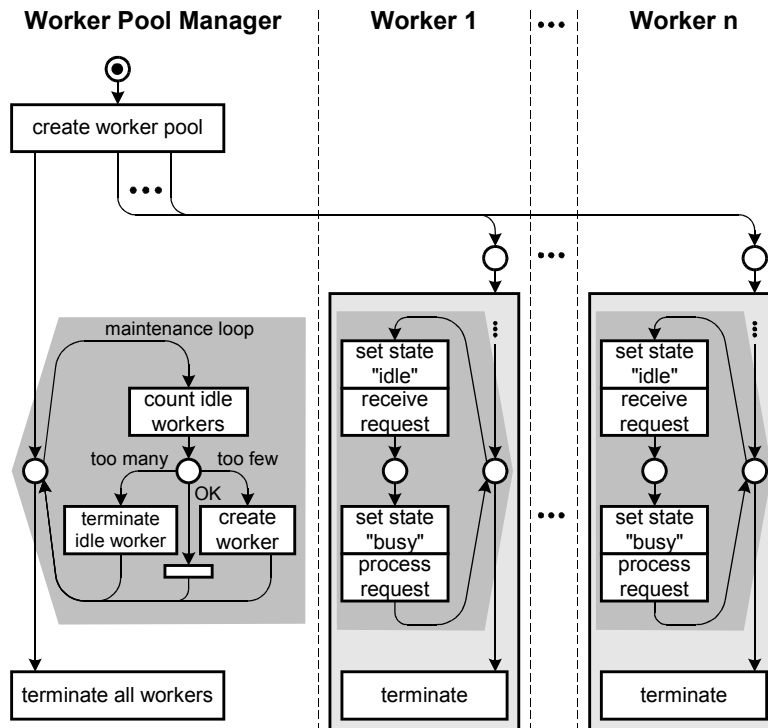 Worker Pool Manager
Worker 1
Worker n
create worker pool
maintenance loop
count idle
workers
too many
too few
OK
terminate
idle worker
create
worker
terminate all workers
set state
"idle"
receive
request
set state
"busy"
process
request
terminate
set state
"idle"
receive
request
set state
"busy"
process
request
terminate